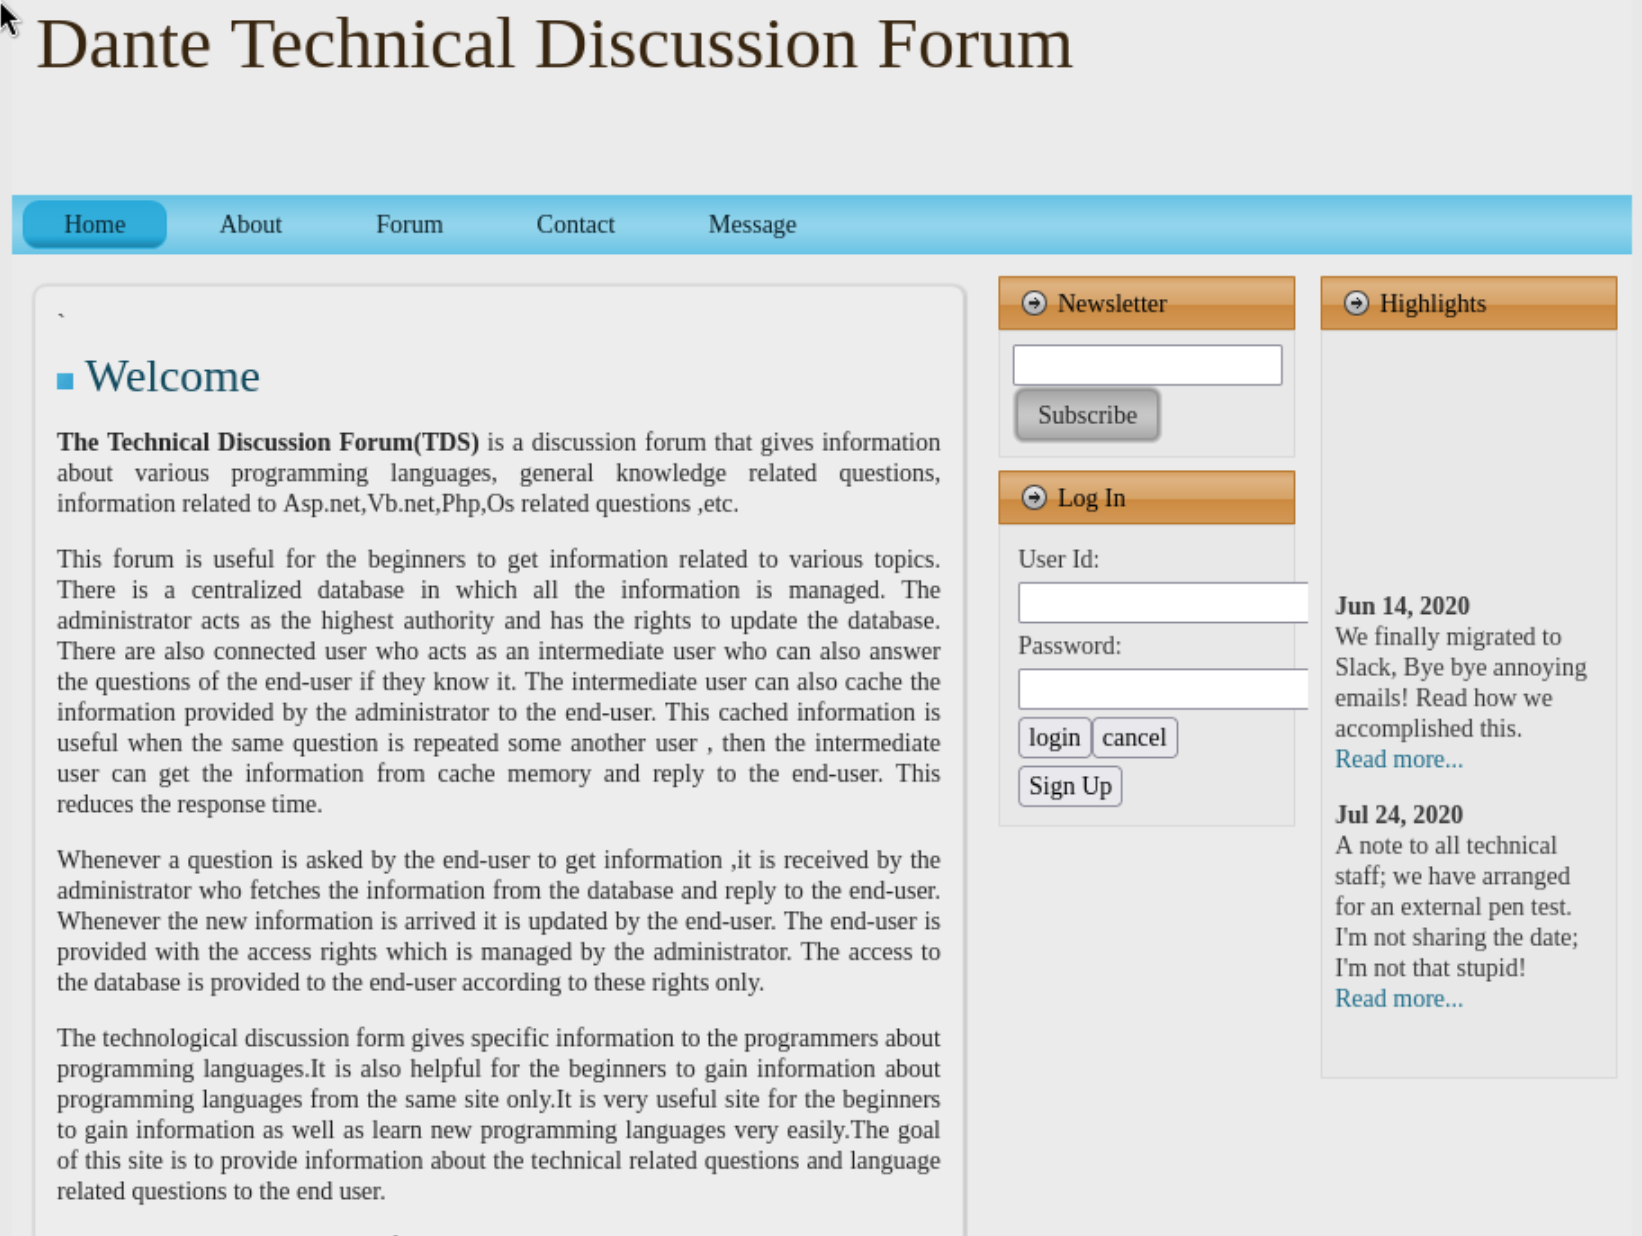 Dante Technical Discussion Forum
Home About Forum Contact Message
`
Welcome
The Technical Discussion Forum(TDS) is a discussion forum that gives information
about various programming languages, general knowledge related questions,
information related to Asp.net,Vb.net,Php,Os related questions ,etc.
This forum is useful for the beginners to get information related to various topics.
There is a centralized database in which all the information is managed. The
administrator acts as the highest authority and has the rights to update the database.
There are also connected user who acts as an intermediate user who can also answer
the questions of the end-user if they know it. The intermediate user can also cache the
information provided by the administrator to the end-user. This cached information is
useful when the same question is repeated some another user , then the intermediate
user can get the information from cache memory and reply to the end-user. This
reduces the response time.
Whenever a question is asked by the end-user to get information ,it is received by the
administrator who fetches the information from the database and reply to the end-user.
Whenever the new information is arrived it is updated by the end-user. The end-user is
provided with the access rights which is managed by the administrator. The access to
the database is provided to the end-user according to these rights only.
The technological discussion form gives specific information to the programmers about
programming languages.It is also helpful for the beginners to gain information about
programming languages from the same site only.It is very useful site for the beginners
to gain information as well as learn new programming languages very easily.The goal
of this site is to provide information about the technical related questions and language
related questions to the end user.
Newsletter
Subscribe
Log In
User Id:
Password:
login cancel
Sign Up
Highlights
Jun 14, 2020
We finally migrated to
Slack, Bye bye annoying
emails! Read how we
accomplished this.
Read more...
Jul 24, 2020
A note to all technical
staff; we have arranged
for an external pen test.
I'm not sharing the date;
I'm not that stupid!
Read more...